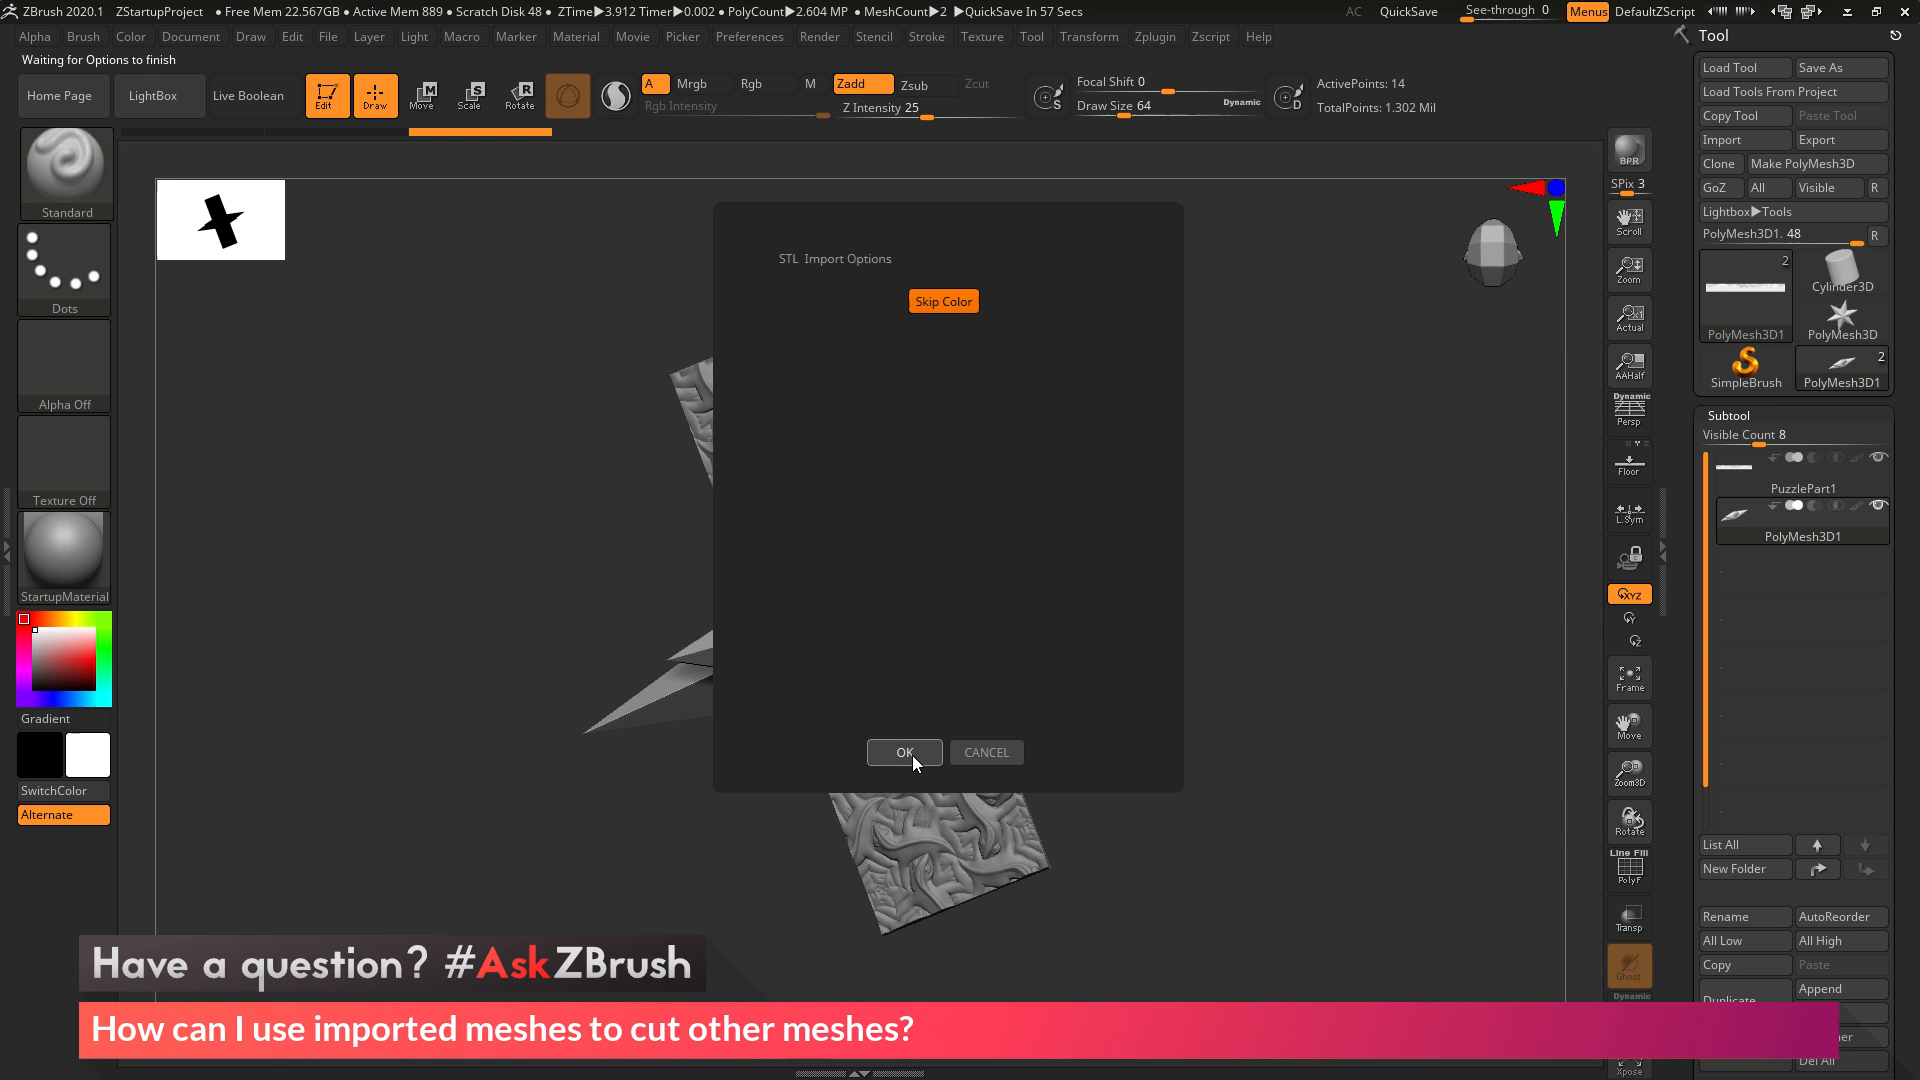 ZBrush 2020.1 ZStartupProject • Free Mem 22.567GB • Active Mem 889 • Scratch Disk 48 • ZTime▶3.912 Timer▶0.002 • PolyCount▶2.604 MP • MeshCount▶2 ▶QuickSave In 57 Secs AC QuickSave See-through 0 Menus DefaultZScript
Alpha Brush Color Document Draw Edit File Layer Light Macro Marker Material Movie Picker Preferences Render Stencil Stroke Texture Tool Transform Zplugin Zscript Help
Tool
Waiting for Options to finish
Home Page LightBox Live Boolean Edit Draw Move Scale Rotate
A Mrgb Rgb M Zadd Zsub Zcut
Rgb Intensity Z Intensity 25
S Focal Shift 0
Draw Size 64 Dynamic
D ActivePoints: 14
TotalPoints: 1.302 Mil
Standard
Dots
Alpha Off
Texture Off
StartupMaterial
Gradient
SwitchColor
Alternate
STL Import Options
Skip Color
OK CANCEL
BPR
SPix 3
Scroll
Zoom
Actual
AAHalf
Dynamic
Persp
Floor
L.Sym
XYZ
Y
Z
Frame
Move
Zoom3D
Rotate
Line Fill
PolyF
Transp
Ghost
Dynamic
Xpose
Load Tool Save As
Load Tools From Project
Copy Tool Paste Tool
Import Export
Clone Make PolyMesh3D
GoZ All Visible R
Lightbox▶Tools
PolyMesh3D1. 48 R
2
PolyMesh3D1 Cylinder3D
PolyMesh3D
SimpleBrush PolyMesh3D1 2
Subtool
Visible Count 8
PuzzlePart1
PolyMesh3D1
List All
New Folder
Rename AutoReorder
All Low All High
Copy Paste
Duplicate Append
Del All
Have a question? #AskZBrush
How can I use imported meshes to cut other meshes?